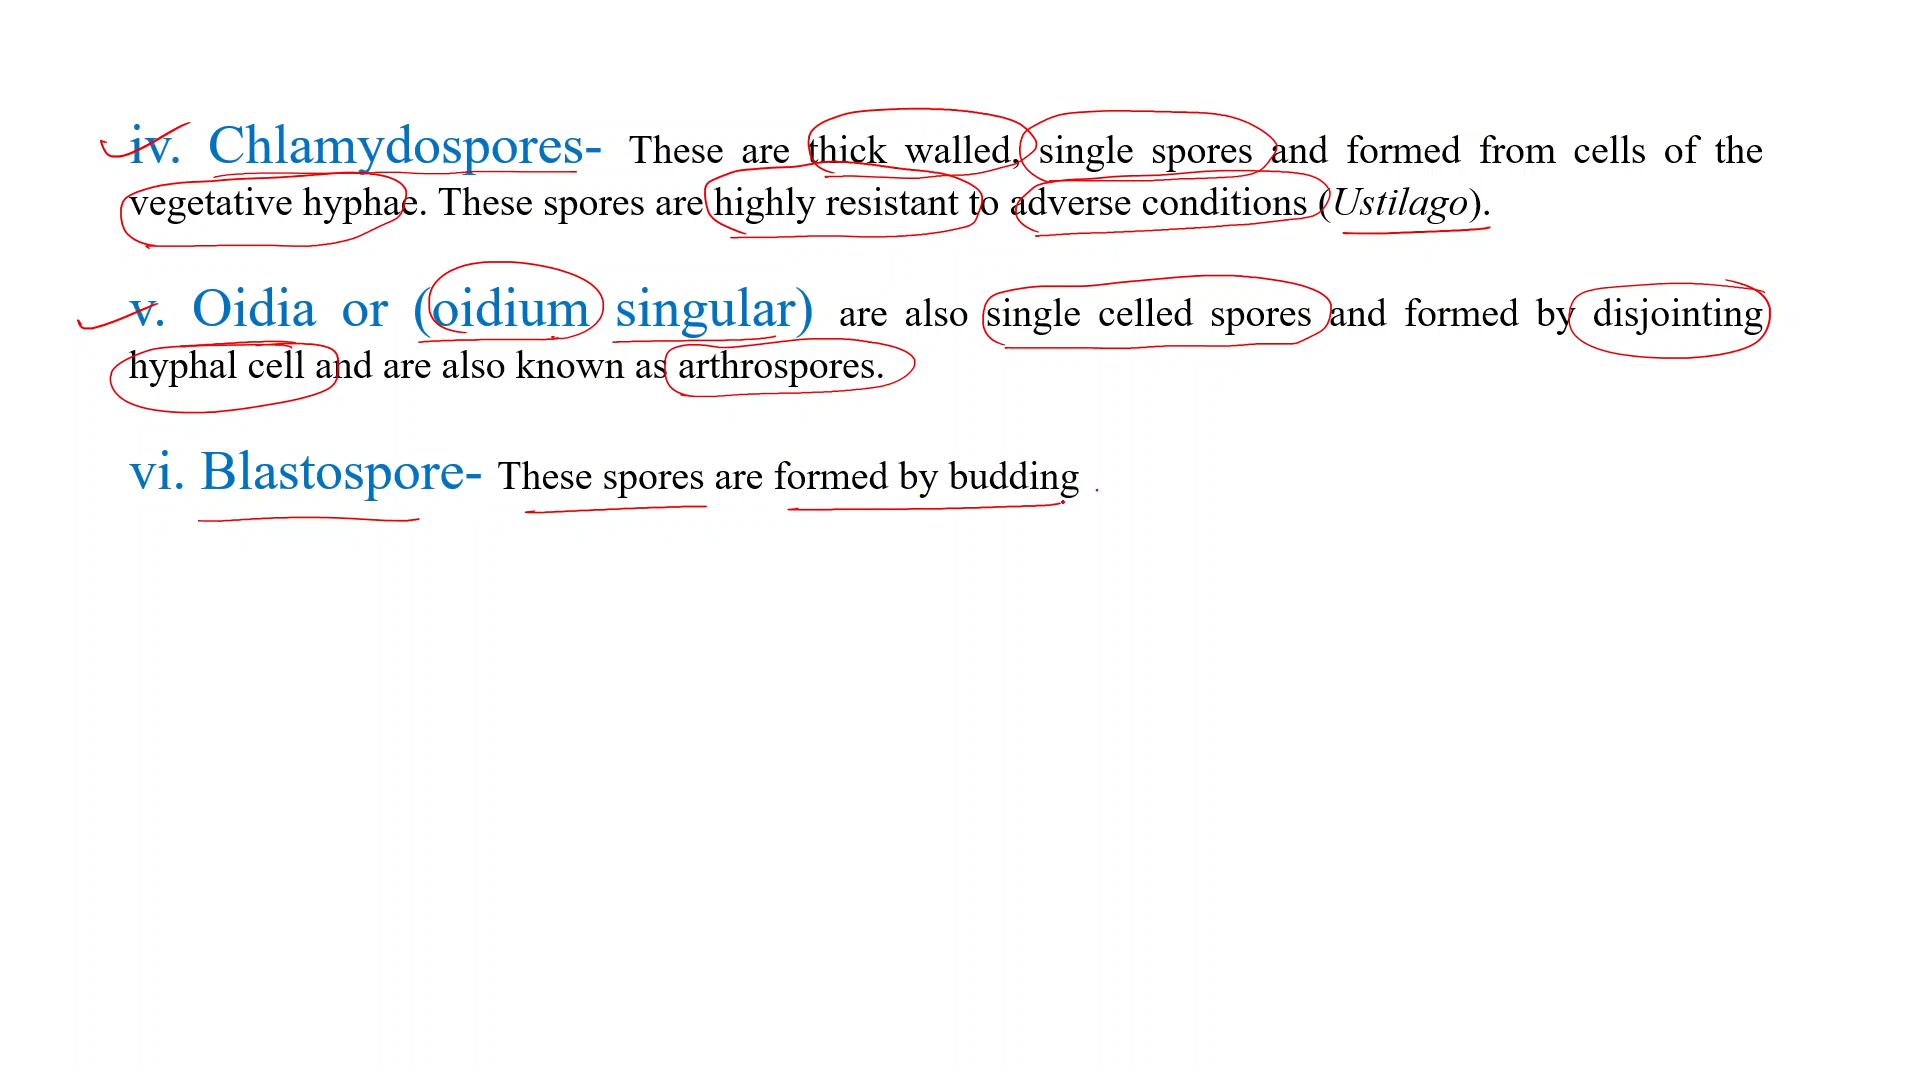 iv. Chlamydospores- These are thick walled, single spores and formed from cells of the
vegetative hyphae. These spores are highly resistant to adverse conditions (Ustilago).
v. Oidia or (oidium singular) are also single celled spores and formed by disjointing
hyphal cell and are also known as arthrospores.
vi. Blastospore- These spores are formed by budding